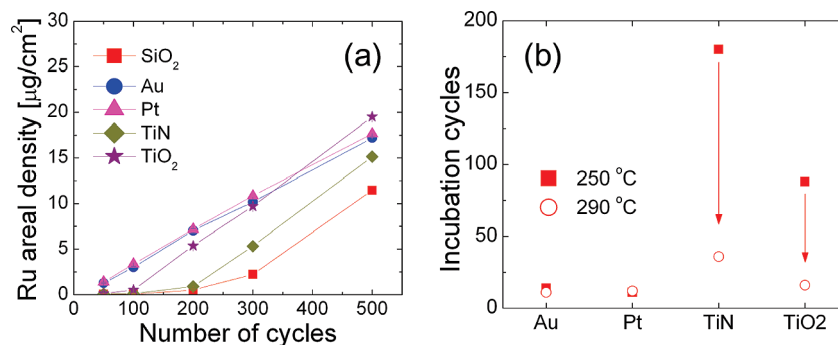 Ru areal density [μg/cm²]
30
25
20
15
10
5
0
(a)
SiO₂
Au
Pt
TiN
TiO₂
0 100 200 300 400 500
Number of cycles
Incubation cycles
200
150
100
50
0
(b)
250 °C
290 °C
Au Pt TiN TiO2